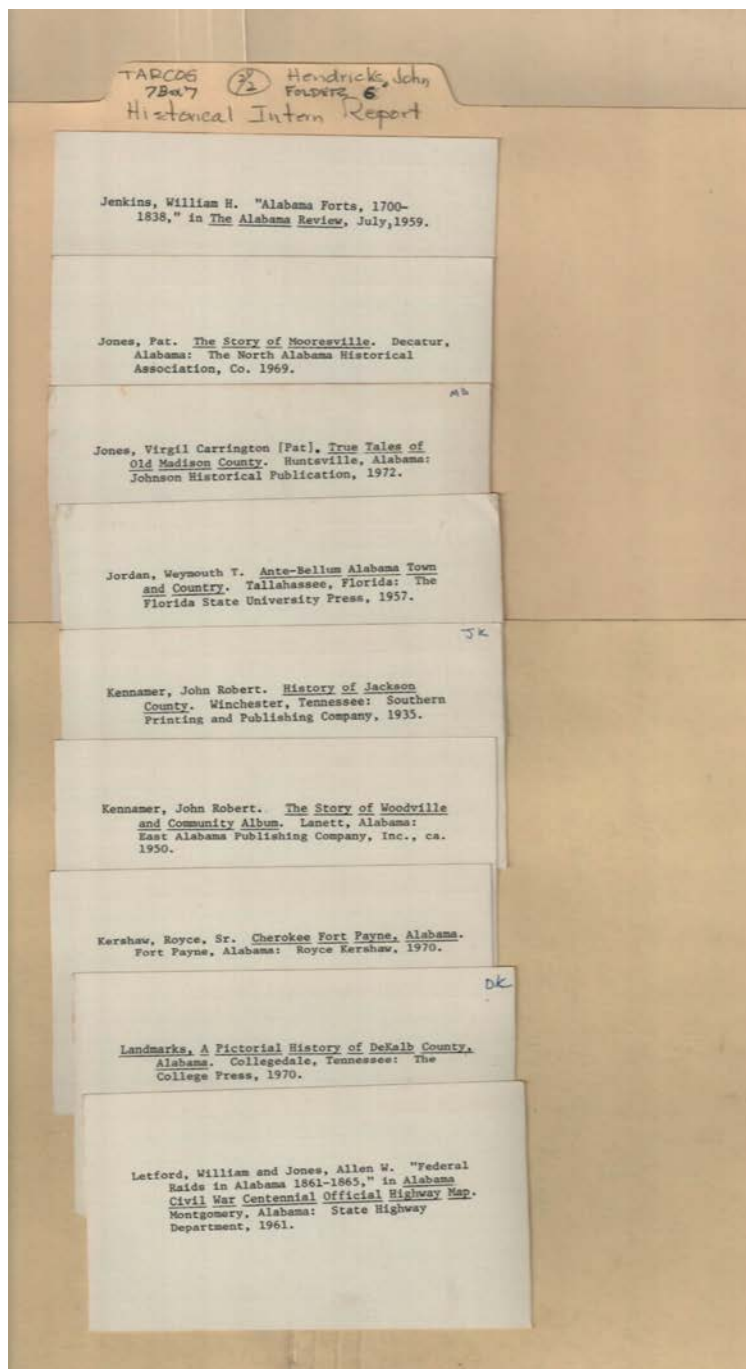 TARCOG Hendricks, John
Folders 6
Historical Intern Report
Jenkins, William H. "Alabama Forts, 1700-
1838," in The Alabama Review, July,1959.
Jones, Pat. The Story of Mooresville. Decatur,
Alabama: The North Alabama Historical
Association, Co. 1969.
Jones, Virgil Carrington [Pat]. True Tales of
Old Madison County. Huntsville, Alabama:
Johnson Historical Publication, 1972.
Jordan, Weymouth T. Ante-Bellum Alabama Town
and Country. Tallahassee, Florida: The
Florida State University Press, 1957.
JK
Kennamer, John Robert. History of Jackson
County. Winchester, Tennessee: Southern
Printing and Publishing Company, 1935.
Kennamer, John Robert. The Story of Woodville
and Community Album. Lanett, Alabama:
East Alabama Publishing Company, Inc., ca.
1950.
Kershaw, Royce, Sr. Cherokee Fort Payne, Alabama.
Fort Payne, Alabama: Royce Kershaw, 1970.
DK
Landmarks, A Pictorial History of DeKalb County,
Alabama. Collegedale, Tennessee: The
College Press, 1970.
Letford, William and Jones, Allen W. "Federal
Raids in Alabama 1861-1865," in Alabama
Civil War Centennial Official Highway Map.
Montgomery, Alabama: State Highway
Department, 1961.